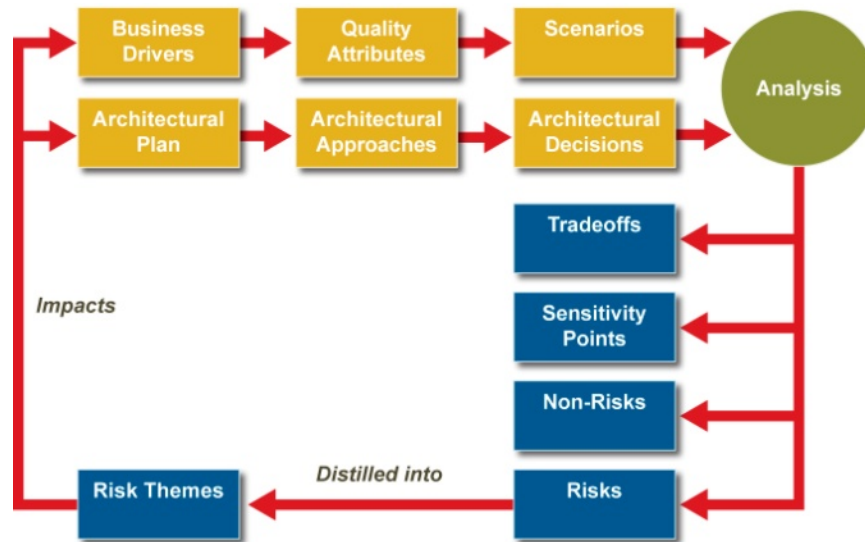 Business
Drivers
Quality
Attributes
Scenarios
Analysis
Architectural
Plan
Architectural
Approaches
Architectural
Decisions
Tradeoffs
Impacts
Sensitivity
Points
Non-Risks
Distilled into
Risk Themes
Risks